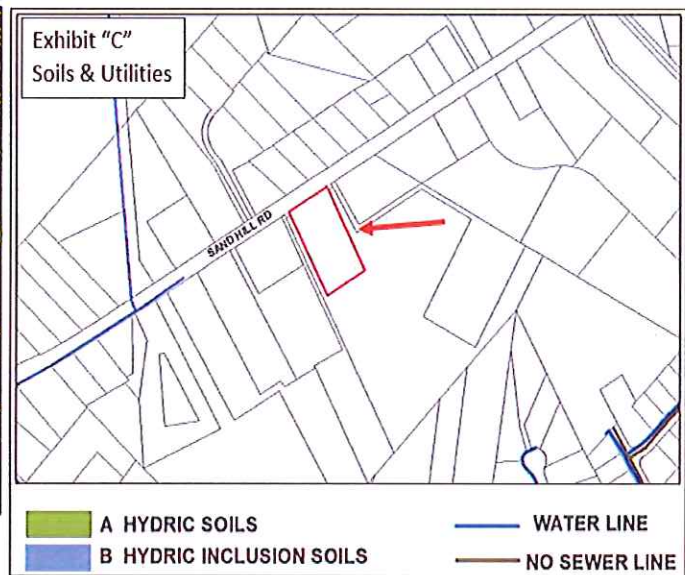 Exhibit “C”
Soils & Utilities
SANDHILL RD
A HYDRIC SOILS
B HYDRIC INCLUSION SOILS
WATER LINE
NO SEWER LINE